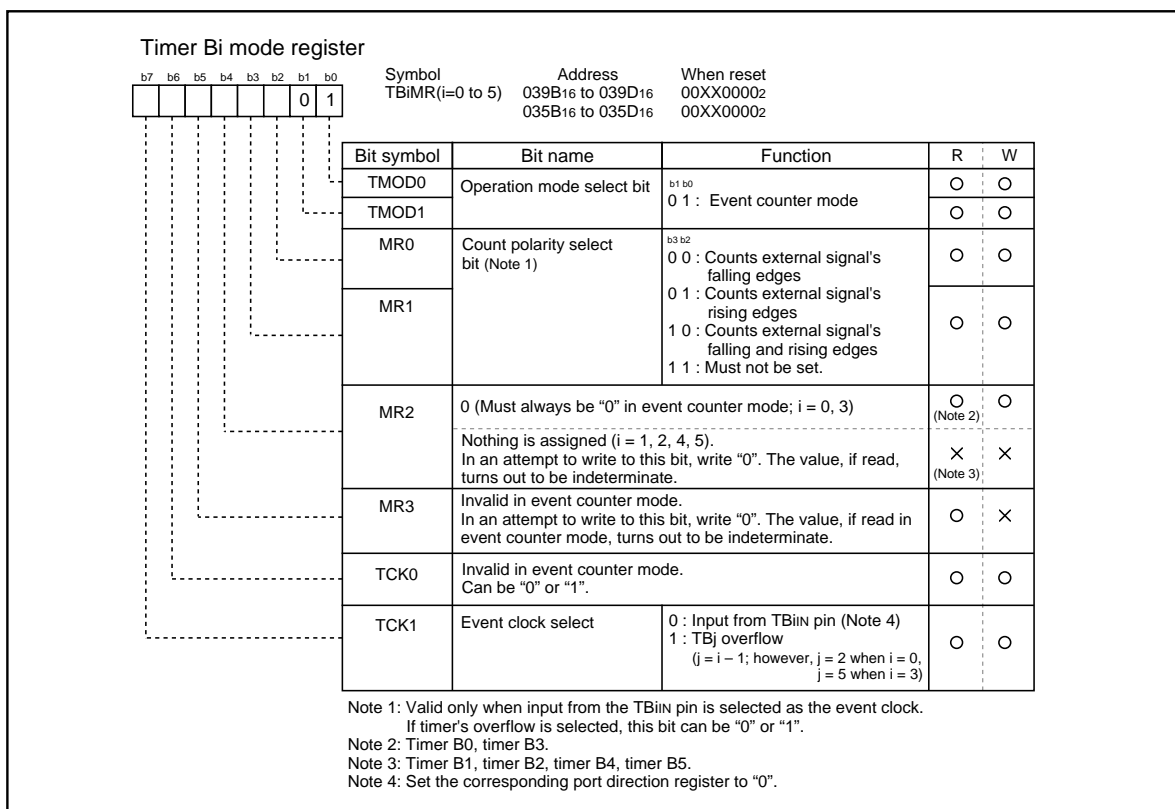 Timer Bi mode register
b7 b6 b5 b4 b3 b2 b1 b0
0 1
Symbol Address When reset
TBiMR(i=0 to 5) 039B16 to 039D16 00XX00002
035B16 to 035D16 00XX00002
Bit symbol Bit name Function R W
TMOD0 Operation mode select bit b1 b0
0 1 : Event counter mode
TMOD1
MR0 Count polarity select
bit (Note 1)
b3 b2
0 0 : Counts external signal's
falling edges
0 1 : Counts external signal's
rising edges
MR1
1 0 : Counts external signal's
falling and rising edges
1 1 : Must not be set.
MR2 0 (Must always be “0” in event counter mode; i = 0, 3)
(Note 2)
Nothing is assigned (i = 1, 2, 4, 5).
In an attempt to write to this bit, write “0”. The value, if read,
turns out to be indeterminate.
(Note 3)
MR3 Invalid in event counter mode.
In an attempt to write to this bit, write “0”. The value, if read in
event counter mode, turns out to be indeterminate.
TCK0 Invalid in event counter mode.
Can be “0” or “1”.
TCK1 Event clock select 0 : Input from TBiIN pin (Note 4)
1 : TBj overflow
(j = i – 1; however, j = 2 when i = 0,
j = 5 when i = 3)
Note 1: Valid only when input from the TBiIN pin is selected as the event clock.
If timer's overflow is selected, this bit can be “0” or “1”.
Note 2: Timer B0, timer B3.
Note 3: Timer B1, timer B2, timer B4, timer B5.
Note 4: Set the corresponding port direction register to “0”.